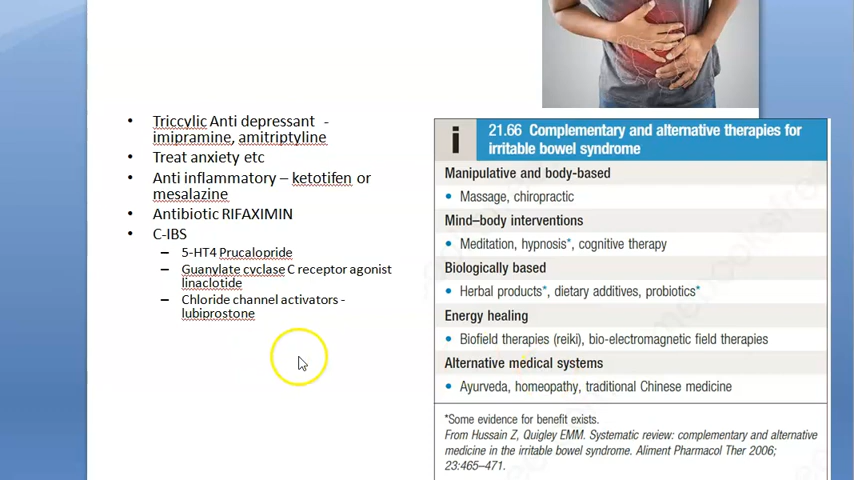 • Triccylic Anti depressant -
imipramine, amitriptyline
• Treat anxiety etc
• Anti inflammatory – ketotifen or
mesalazine
• Antibiotic RIFAXIMIN
• C-IBS
– 5-HT4 Prucalopride
– Guanylate cyclase C receptor agonist
linaclotide
– Chloride channel activators -
lubiprostone
i
21.66 Complementary and alternative therapies for
irritable bowel syndrome
Manipulative and body-based
• Massage, chiropractic
Mind–body interventions
• Meditation, hypnosis*, cognitive therapy
Biologically based
• Herbal products*, dietary additives, probiotics*
Energy healing
• Biofield therapies (reiki), bio-electromagnetic field therapies
Alternative medical systems
• Ayurveda, homeopathy, traditional Chinese medicine
*Some evidence for benefit exists.
From Hussain Z, Quigley EMM. Systematic review: complementary and alternative
medicine in the irritable bowel syndrome. Aliment Pharmacol Ther 2006;
23:465–471.